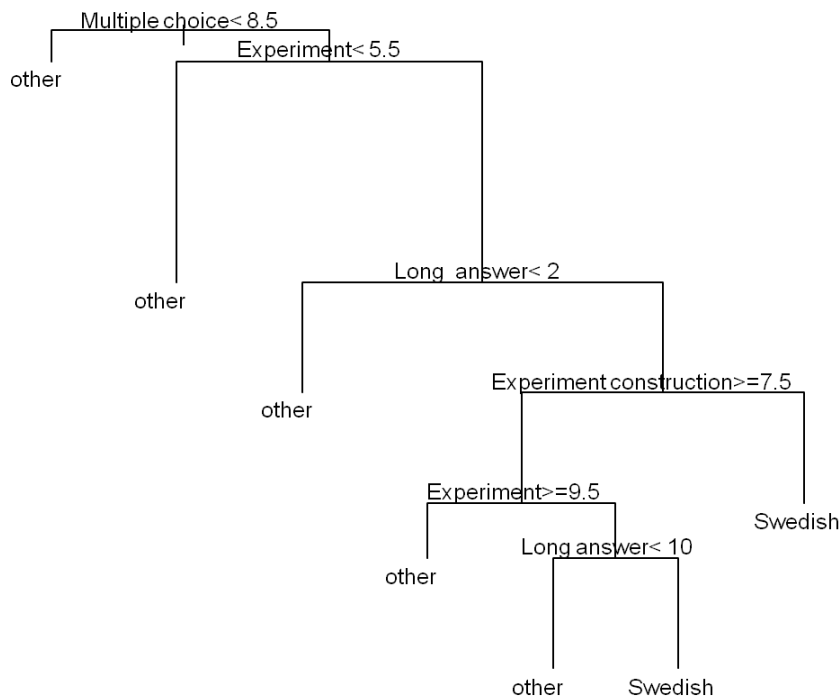 Multiple choice< 8.5
Experiment< 5.5
other
Long answer< 2
other
Experiment construction>=7.5
other
Experiment>=9.5
Swedish
Long answer< 10
other
other
Swedish